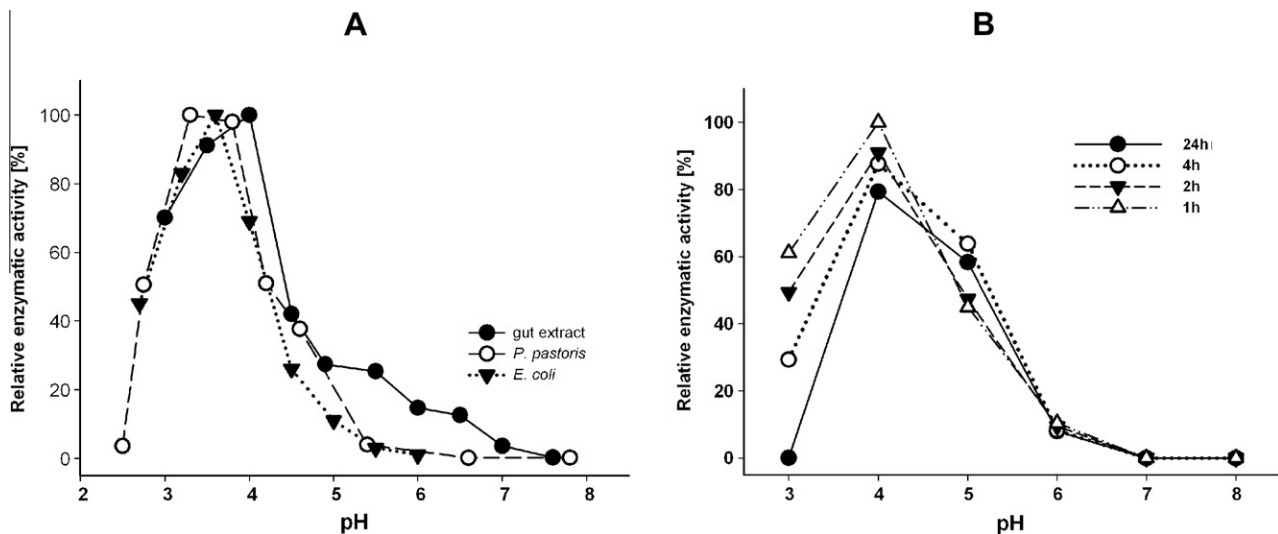 A
Relative enzymatic activity [%]
100
80
60
40
20
0
2 3 4 5 6 7 8
pH
gut extract
P. pastoris
E. coli
B
Relative enzymatic activity [%]
100
80
60
40
20
0
3 4 5 6 7 8
pH
24h
4h
2h
1h